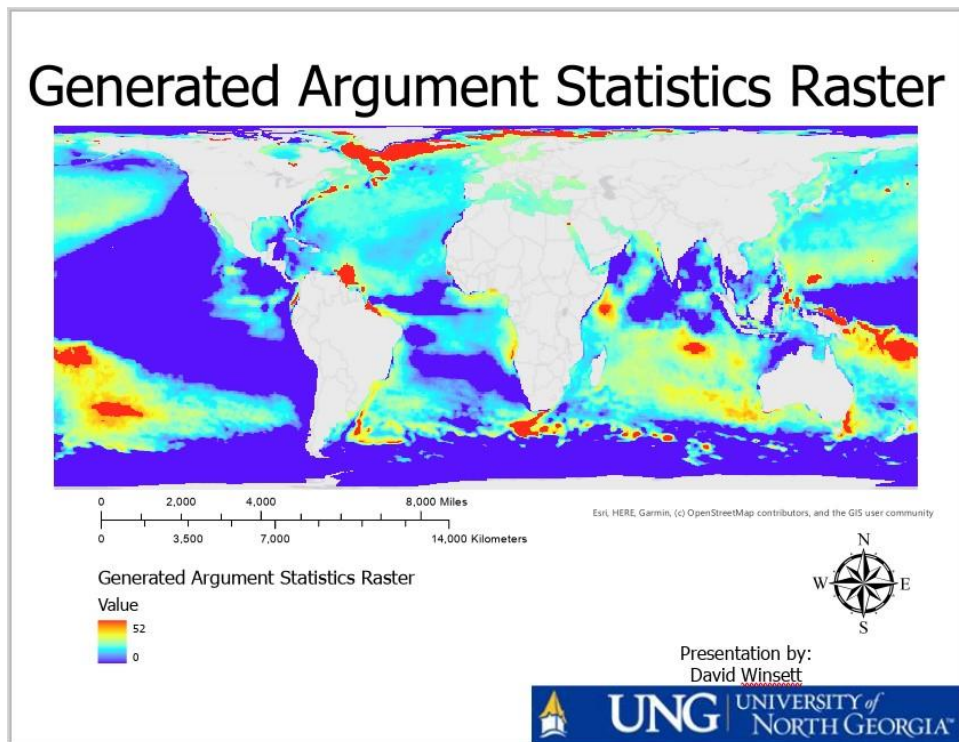 Generated Argument Statistics Raster
0 2,000 4,000 8,000 Miles
0 3,500 7,000 14,000 Kilometers
Esri, HERE, Garmin, (c) OpenStreetMap contributors, and the GIS user community
Generated Argument Statistics Raster
Value
52
0
N
W E
S
Presentation by:
David Winsett
UNG UNIVERSITY of
NORTH GEORGIA™